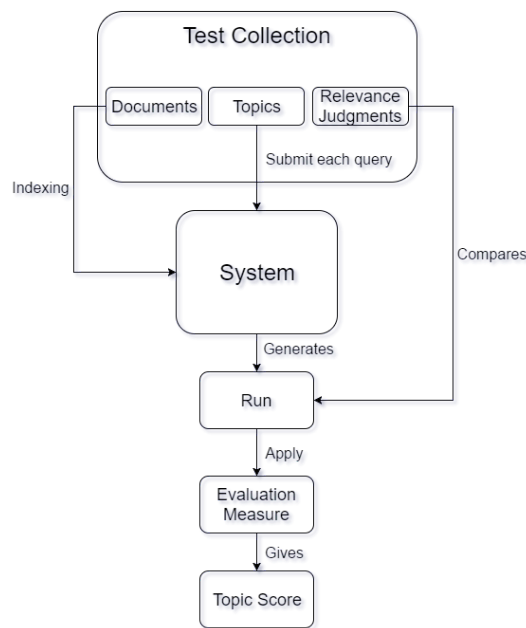 Test Collection
Documents
Topics
Relevance
Judgments
Submit each query
Indexing
System
Compares
Generates
Run
Apply
Evaluation
Measure
Gives
Topic Score